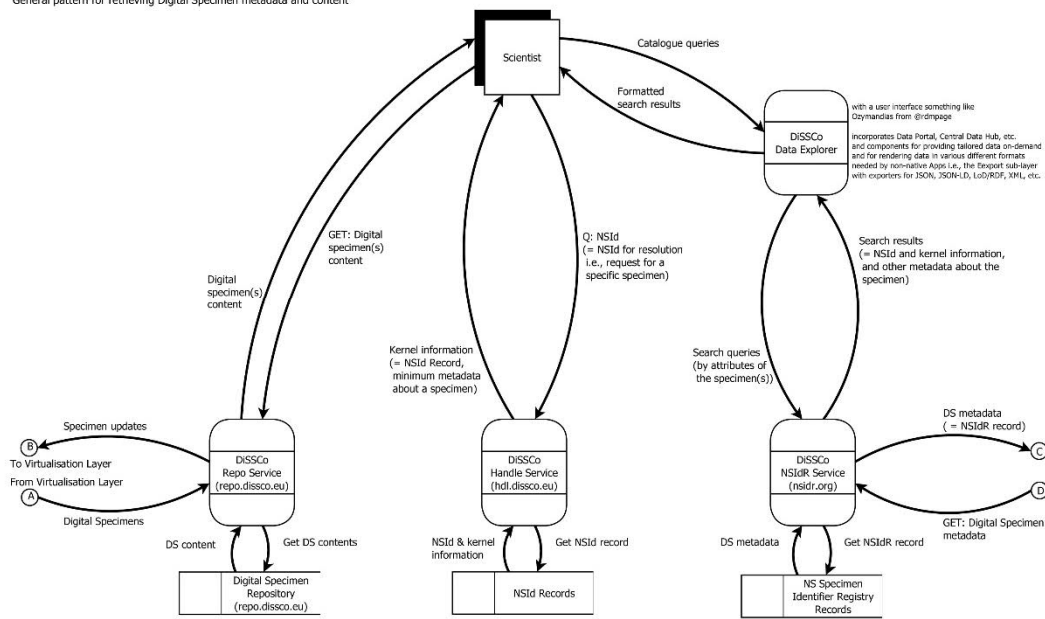 General pattern for retrieving Digital Specimen metadata and content
Scientist
Catalogue queries
Formatted
search results
DiSSCo
Data Explorer
with a user interface something like
Ozymandias from @rdmpage
incorporates Data Portal, Central Data Hub, etc.
and components for providing tailored data on-demand
and for rendering data in various different formats
needed by non-native Apps i.e., the Eexport sub-layer
with exporters for JSON, JSON-LD, LoD/RDF, XML, etc.
GET: Digital
specimen(s)
content
Q: NSId
(= NSId for resolution
i.e., request for a
specific specimen)
Search results
(= NSId and kernel information,
and other metadata about the
specimen)
Digital
specimen(s)
content
Kernel information
(= NSId Record,
minimum metadata
about a specimen)
Search queries
(by attributes of
the specimen(s))
Specimen updates
B
To Virtualisation Layer
From Virtualisation Layer
A
Digital Specimens
DiSSCo
Repo Service
(repo.dissco.eu)
DiSSCo
Handle Service
(hdl.dissco.eu)
DiSSCo
NSIdR Service
(nsidr.org)
DS metadata
( = NSIdR record)
C
D
GET: Digital Specimen
metadata
DS content
Get DS contents
NSId & kernel
information
Get NSId record
DS metadata
Get NSIdR record
Digital Specimen
Repository
(repo.dissco.eu)
NSId Records
NS Specimen
Identifier Registry
Records